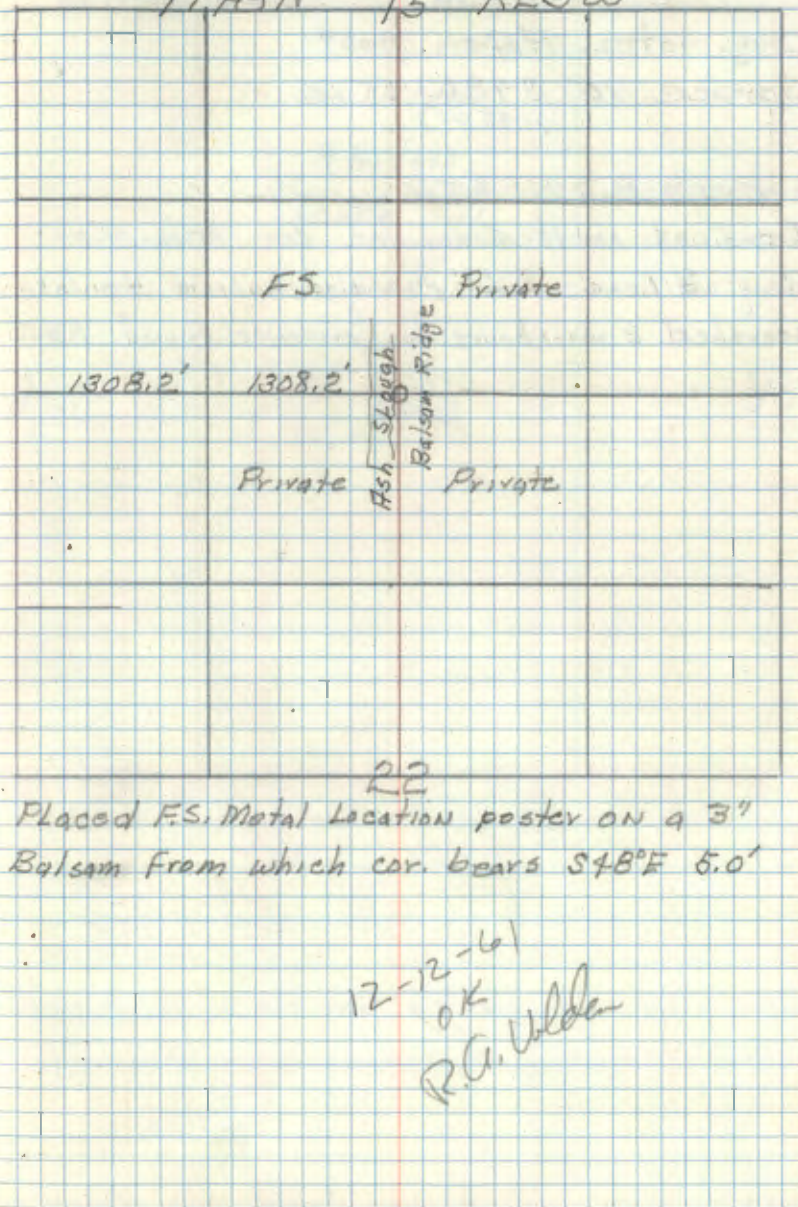 15
FS Private
Ash Slough
Balsam Ridge
1308.2' 1308.2'
Private Private
22
Placed F.S. Metal Location poster ON a 3"
Balsam From which cor. bears S48°E 5.0'
12-12-61
OK
R.A.